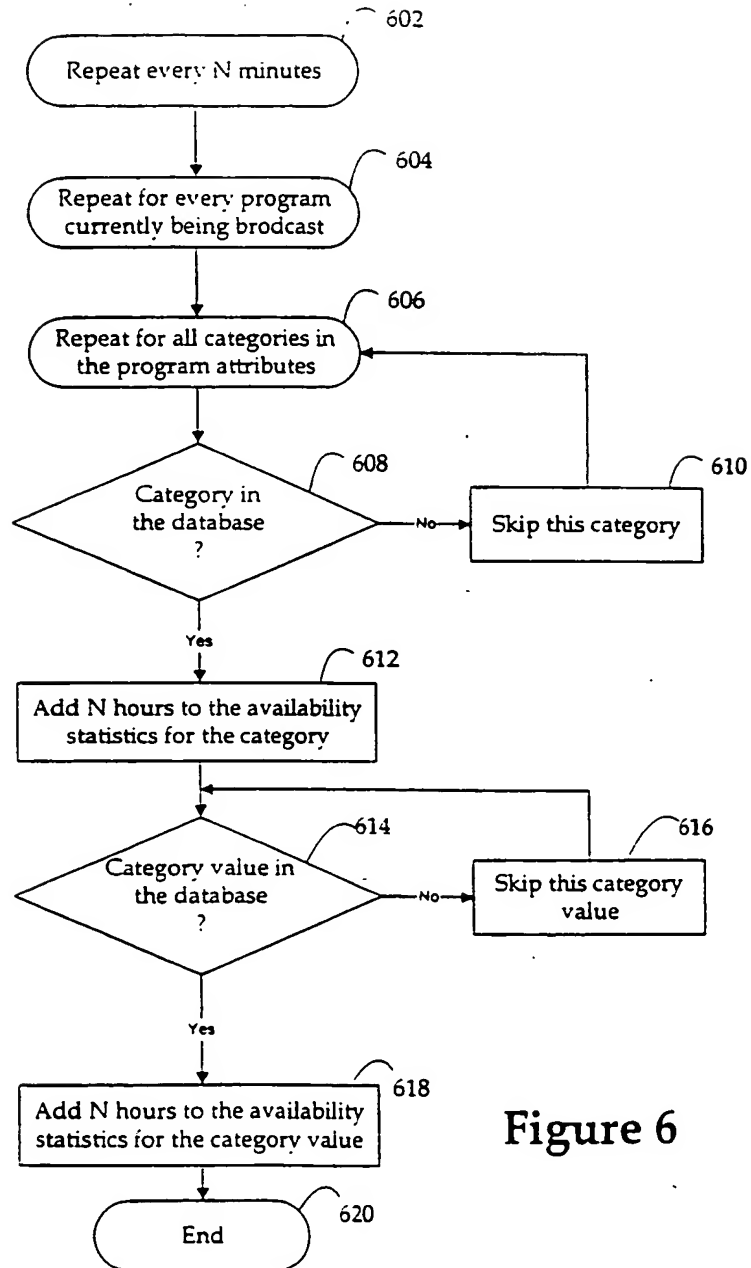 602
Repeat every N minutes
604
Repeat for every program
currently being brodcast
606
Repeat for all categories in
the program attributes
608
Category in
the database
?
No
610
Skip this category
Yes
612
Add N hours to the availability
statistics for the category
614
Category value in
the database
?
No
616
Skip this category
value
Yes
618
Add N hours to the availability
statistics for the category value
Figure 6
620
End